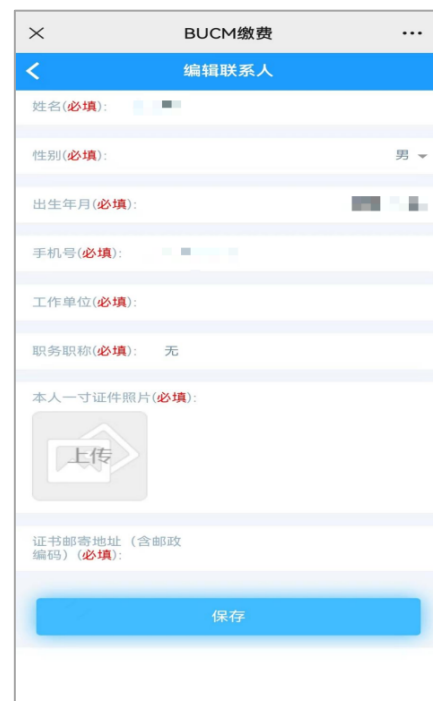 BUCM缴费
编辑联系人
姓名(必填):
性别(必填): 男
出生年月(必填):
手机号(必填):
工作单位(必填):
职务职称(必填): 无
本人一寸证件照片(必填):
上传
证书邮寄地址（含邮政
编码）(必填):
保存